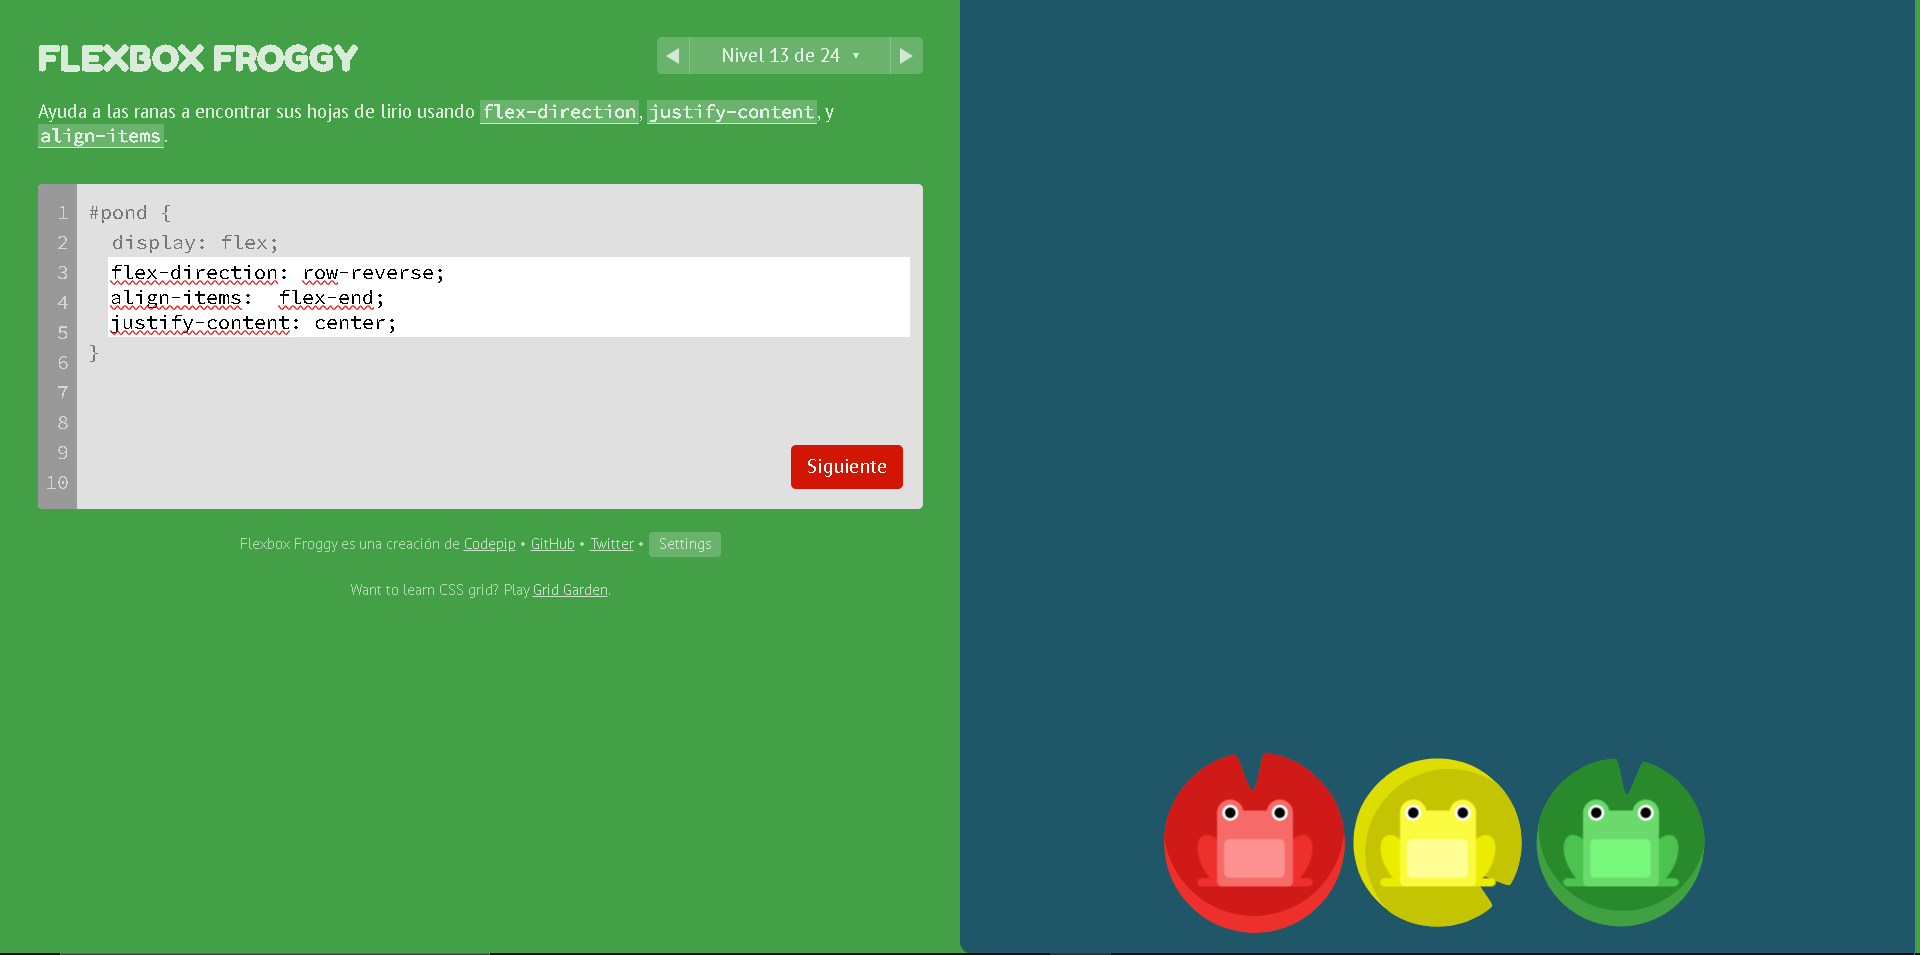 FLEXBOX FROGGY
Nivel 13 de 24
Ayuda a las ranas a encontrar sus hojas de lirio usando flex-direction, justify-content, y
align-items.
1 #pond {
2 display: flex;
3 flex-direction: row-reverse;
4 align-items:  flex-end;
5 justify-content: center;
6 }
7
8
9
10
Siguiente
Flexbox Froggy es una creación de Codepip • GitHub • Twitter • Settings
Want to learn CSS grid? Play Grid Garden.